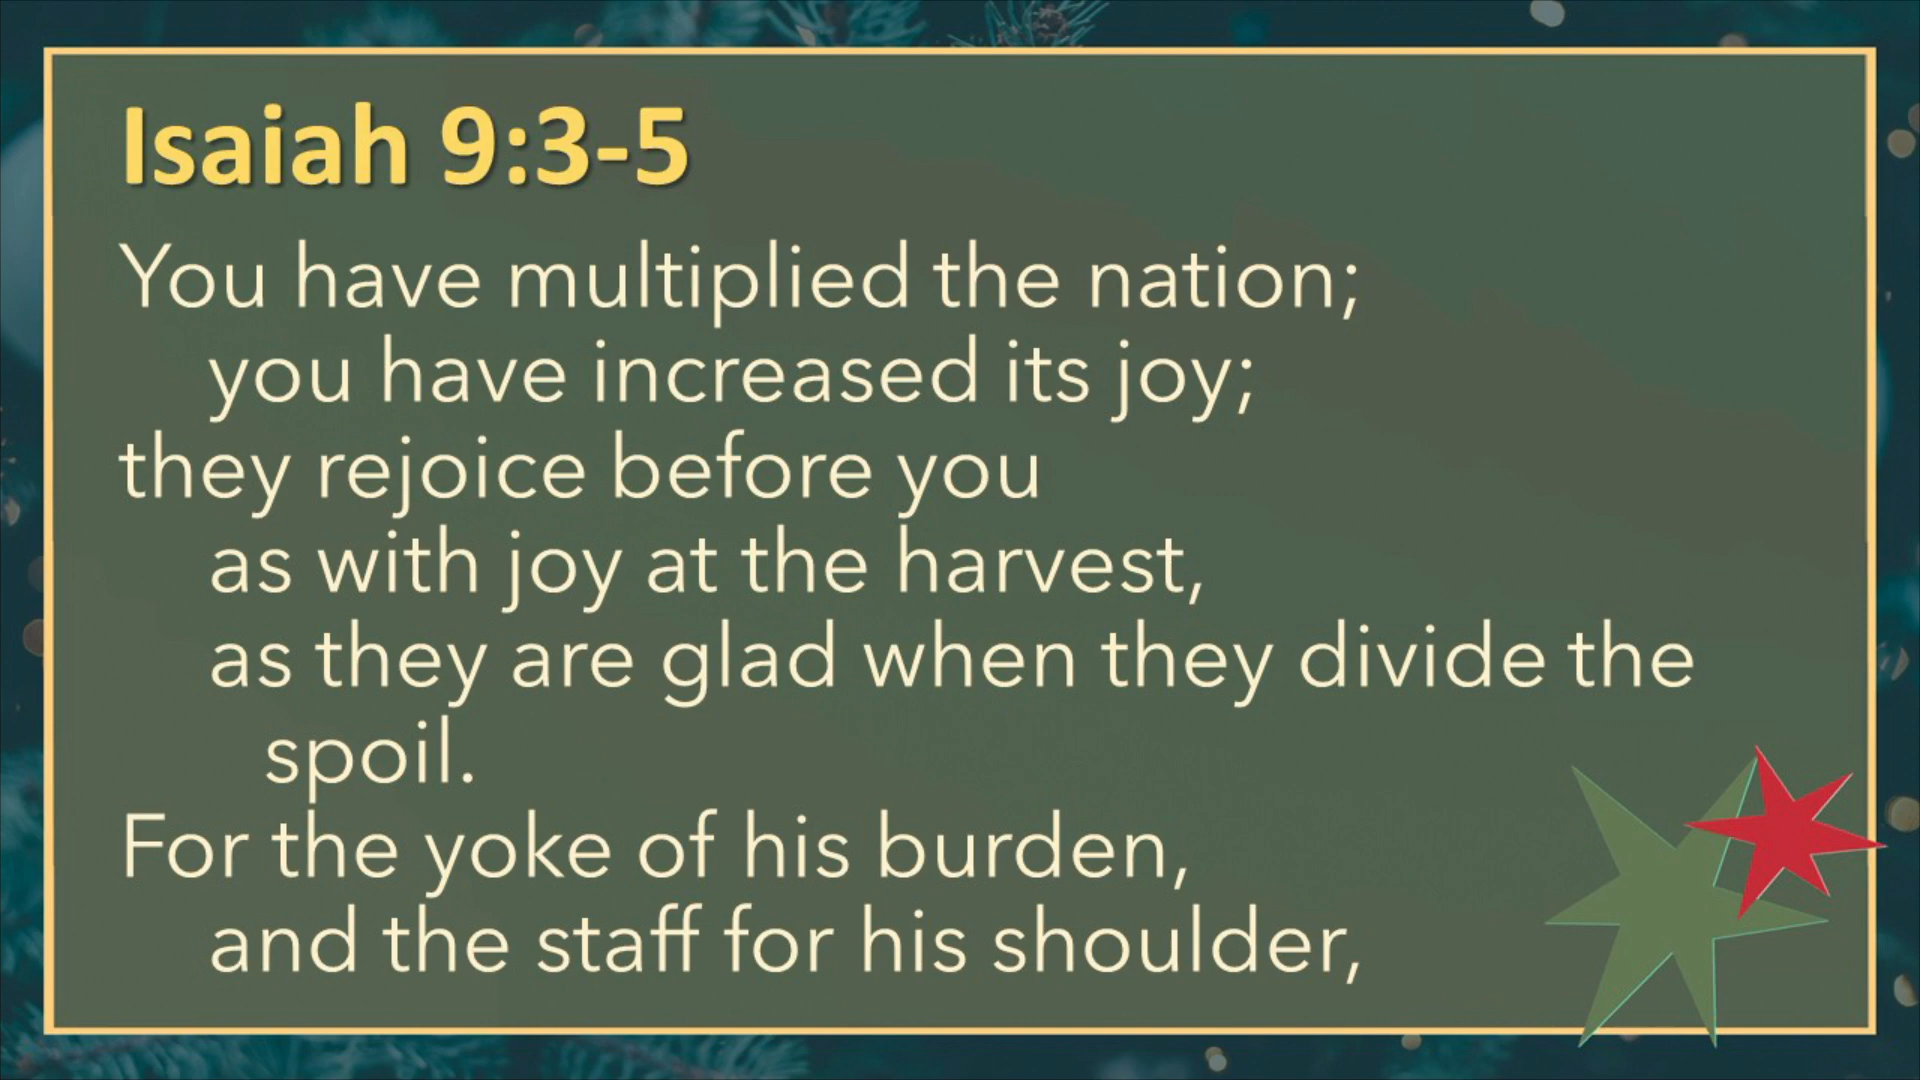 Isaiah 9:3-5
You have multiplied the nation;
you have increased its joy;
they rejoice before you
as with joy at the harvest,
as they are glad when they divide the
spoil.
For the yoke of his burden,
and the staff for his shoulder,